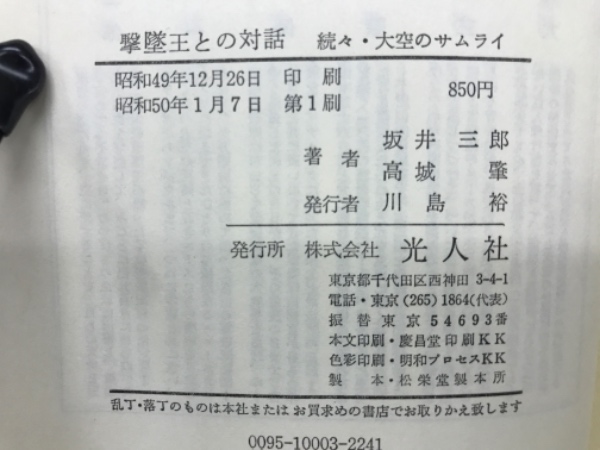 撃墜王との対話 続々・大空のサムライ
昭和49年12月26日 印刷
昭和50年1月7日 第1刷
850円
著者 坂井三郎
高城肇
発行者 川島裕
発行所 株式会社 光人社
東京都千代田区西神田 3-4-1
電話・東京(265)1864(代表)
振替東京54693番
本文印刷・慶昌堂印刷KK
色彩印刷・明和プロセスKK
製本・松栄堂製本所
乱丁・落丁のものは本社または お買求めの書店でお取りかえ致します
0095-10003-2241